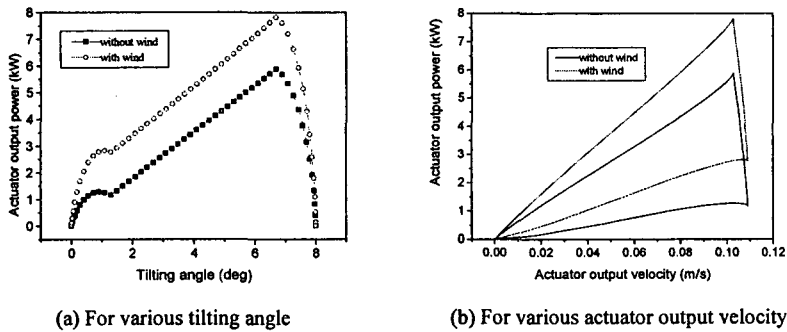 8
7
6
5
4
3
2
1
0
Actuator output power (kW)
without wind
with wind
0 2 4 6 8
Tilting angle (deg)
(a) For various tilting angle
8
7
6
5
4
3
2
1
0
Actuator output power (kW)
without wind
with wind
0.00 0.02 0.04 0.06 0.08 0.10 0.12
Actuator output velocity (m/s)
(b) For various actuator output velocity